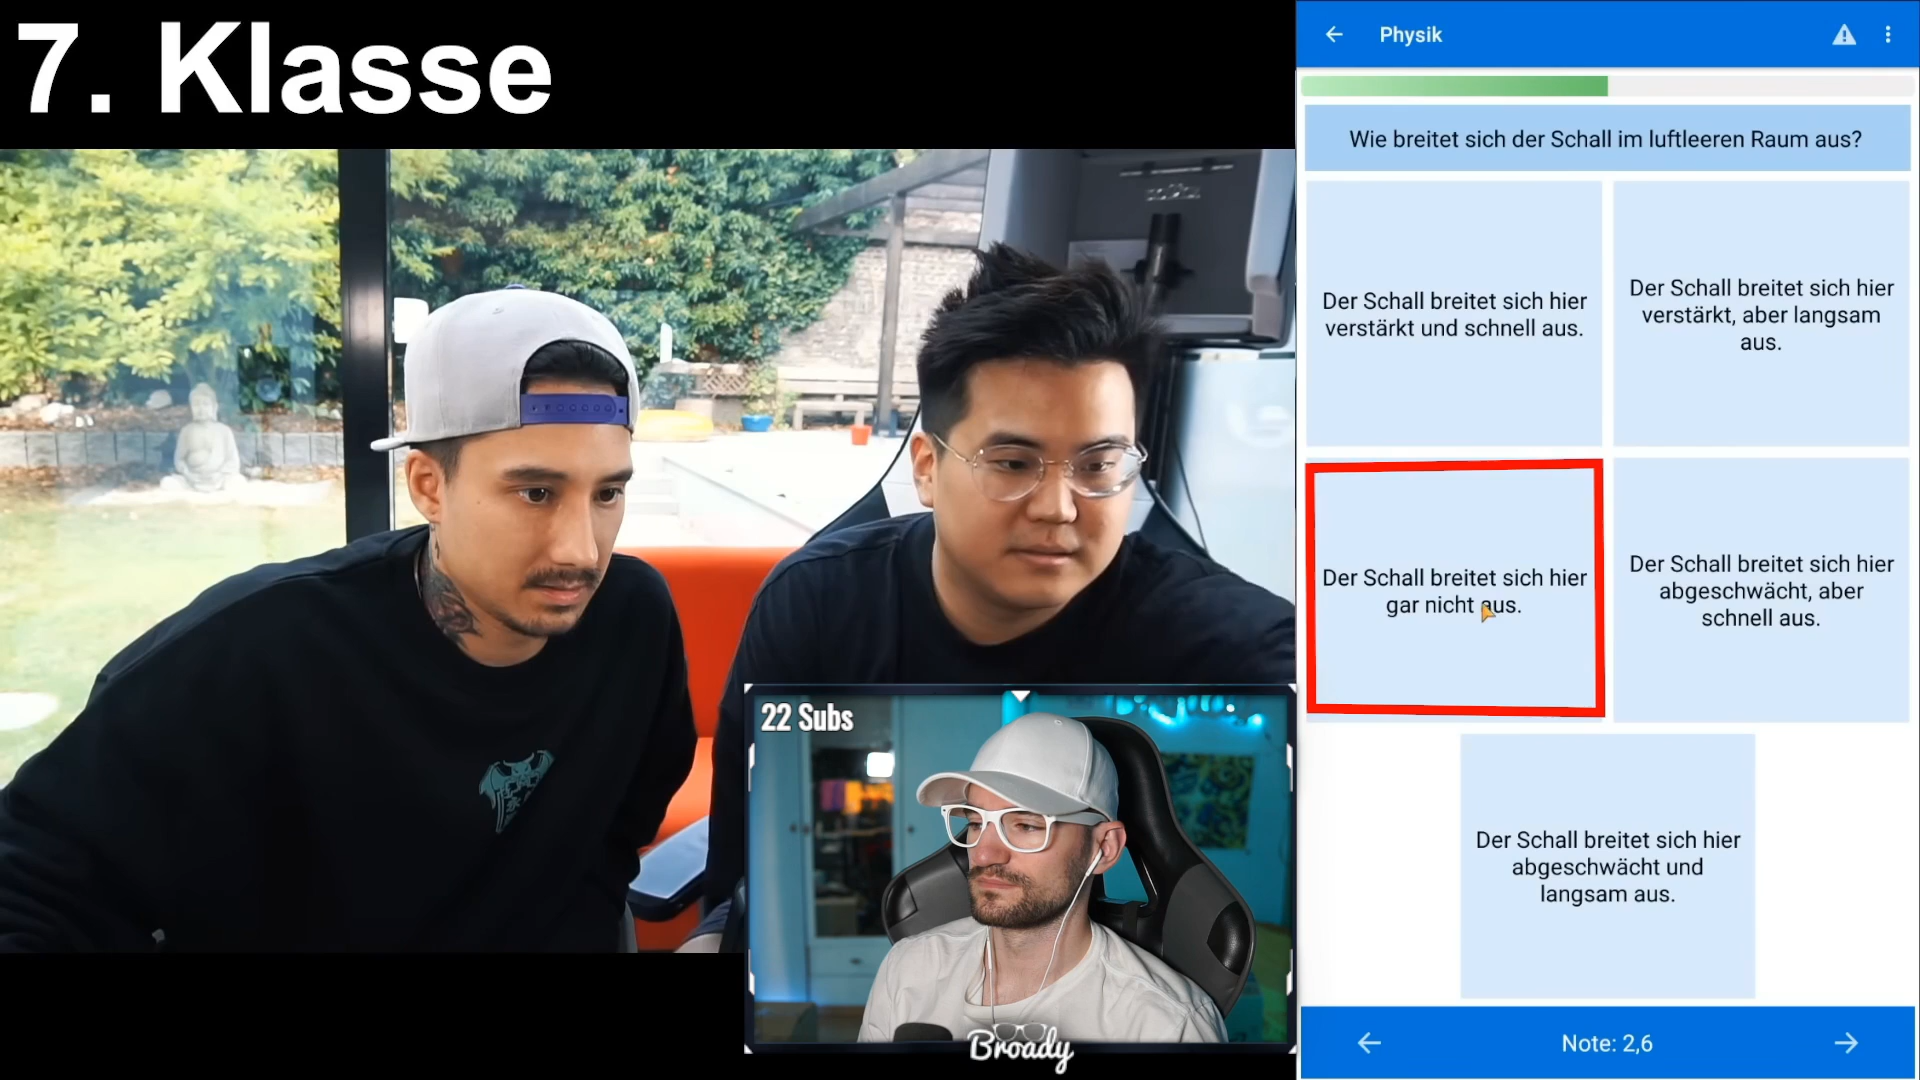 7. Klasse
Physik
Wie breitet sich der Schall im luftleeren Raum aus?
Der Schall breitet sich hier
verstärkt und schnell aus.
Der Schall breitet sich hier
verstärkt, aber langsam
aus.
Der Schall breitet sich hier
gar nicht aus.
Der Schall breitet sich hier
abgeschwächt, aber
schnell aus.
Der Schall breitet sich hier
abgeschwächt und
langsam aus.
Note: 2,6
22 Subs
Broady